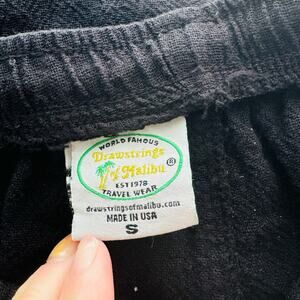 WORLD FAMOUS
Drawstrings
of Malibu ®
EST 1978
TRAVEL WEAR
drawstringsofmalibu.com
MADE IN USA
S